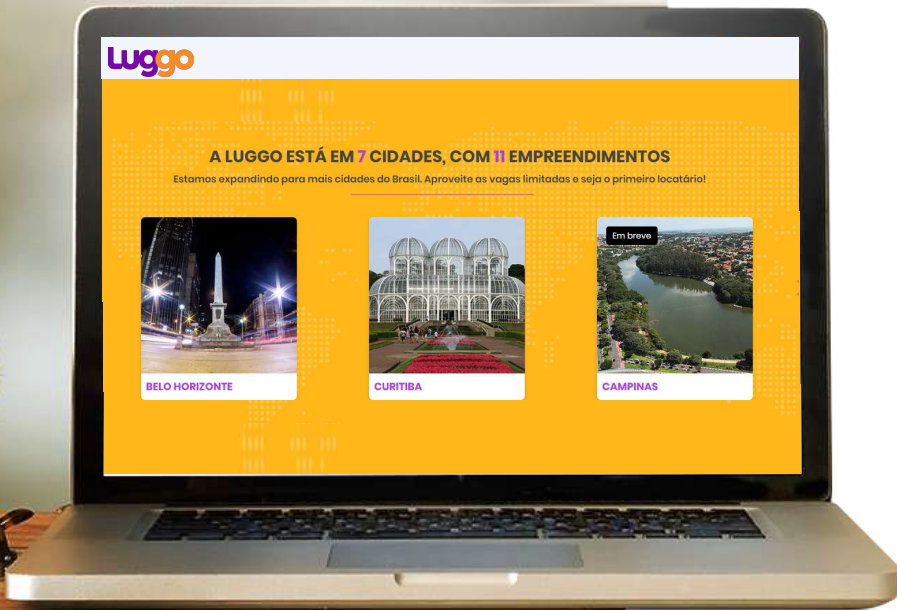 Luggo
A LUGGO ESTÁ EM 7 CIDADES, COM 11 EMPREENDIMENTOS
Estamos expandindo para mais cidades do Brasil. Aproveite as vagas limitadas e seja o primeiro locatário!
Em breve
BELO HORIZONTE
CURITIBA
CAMPINAS